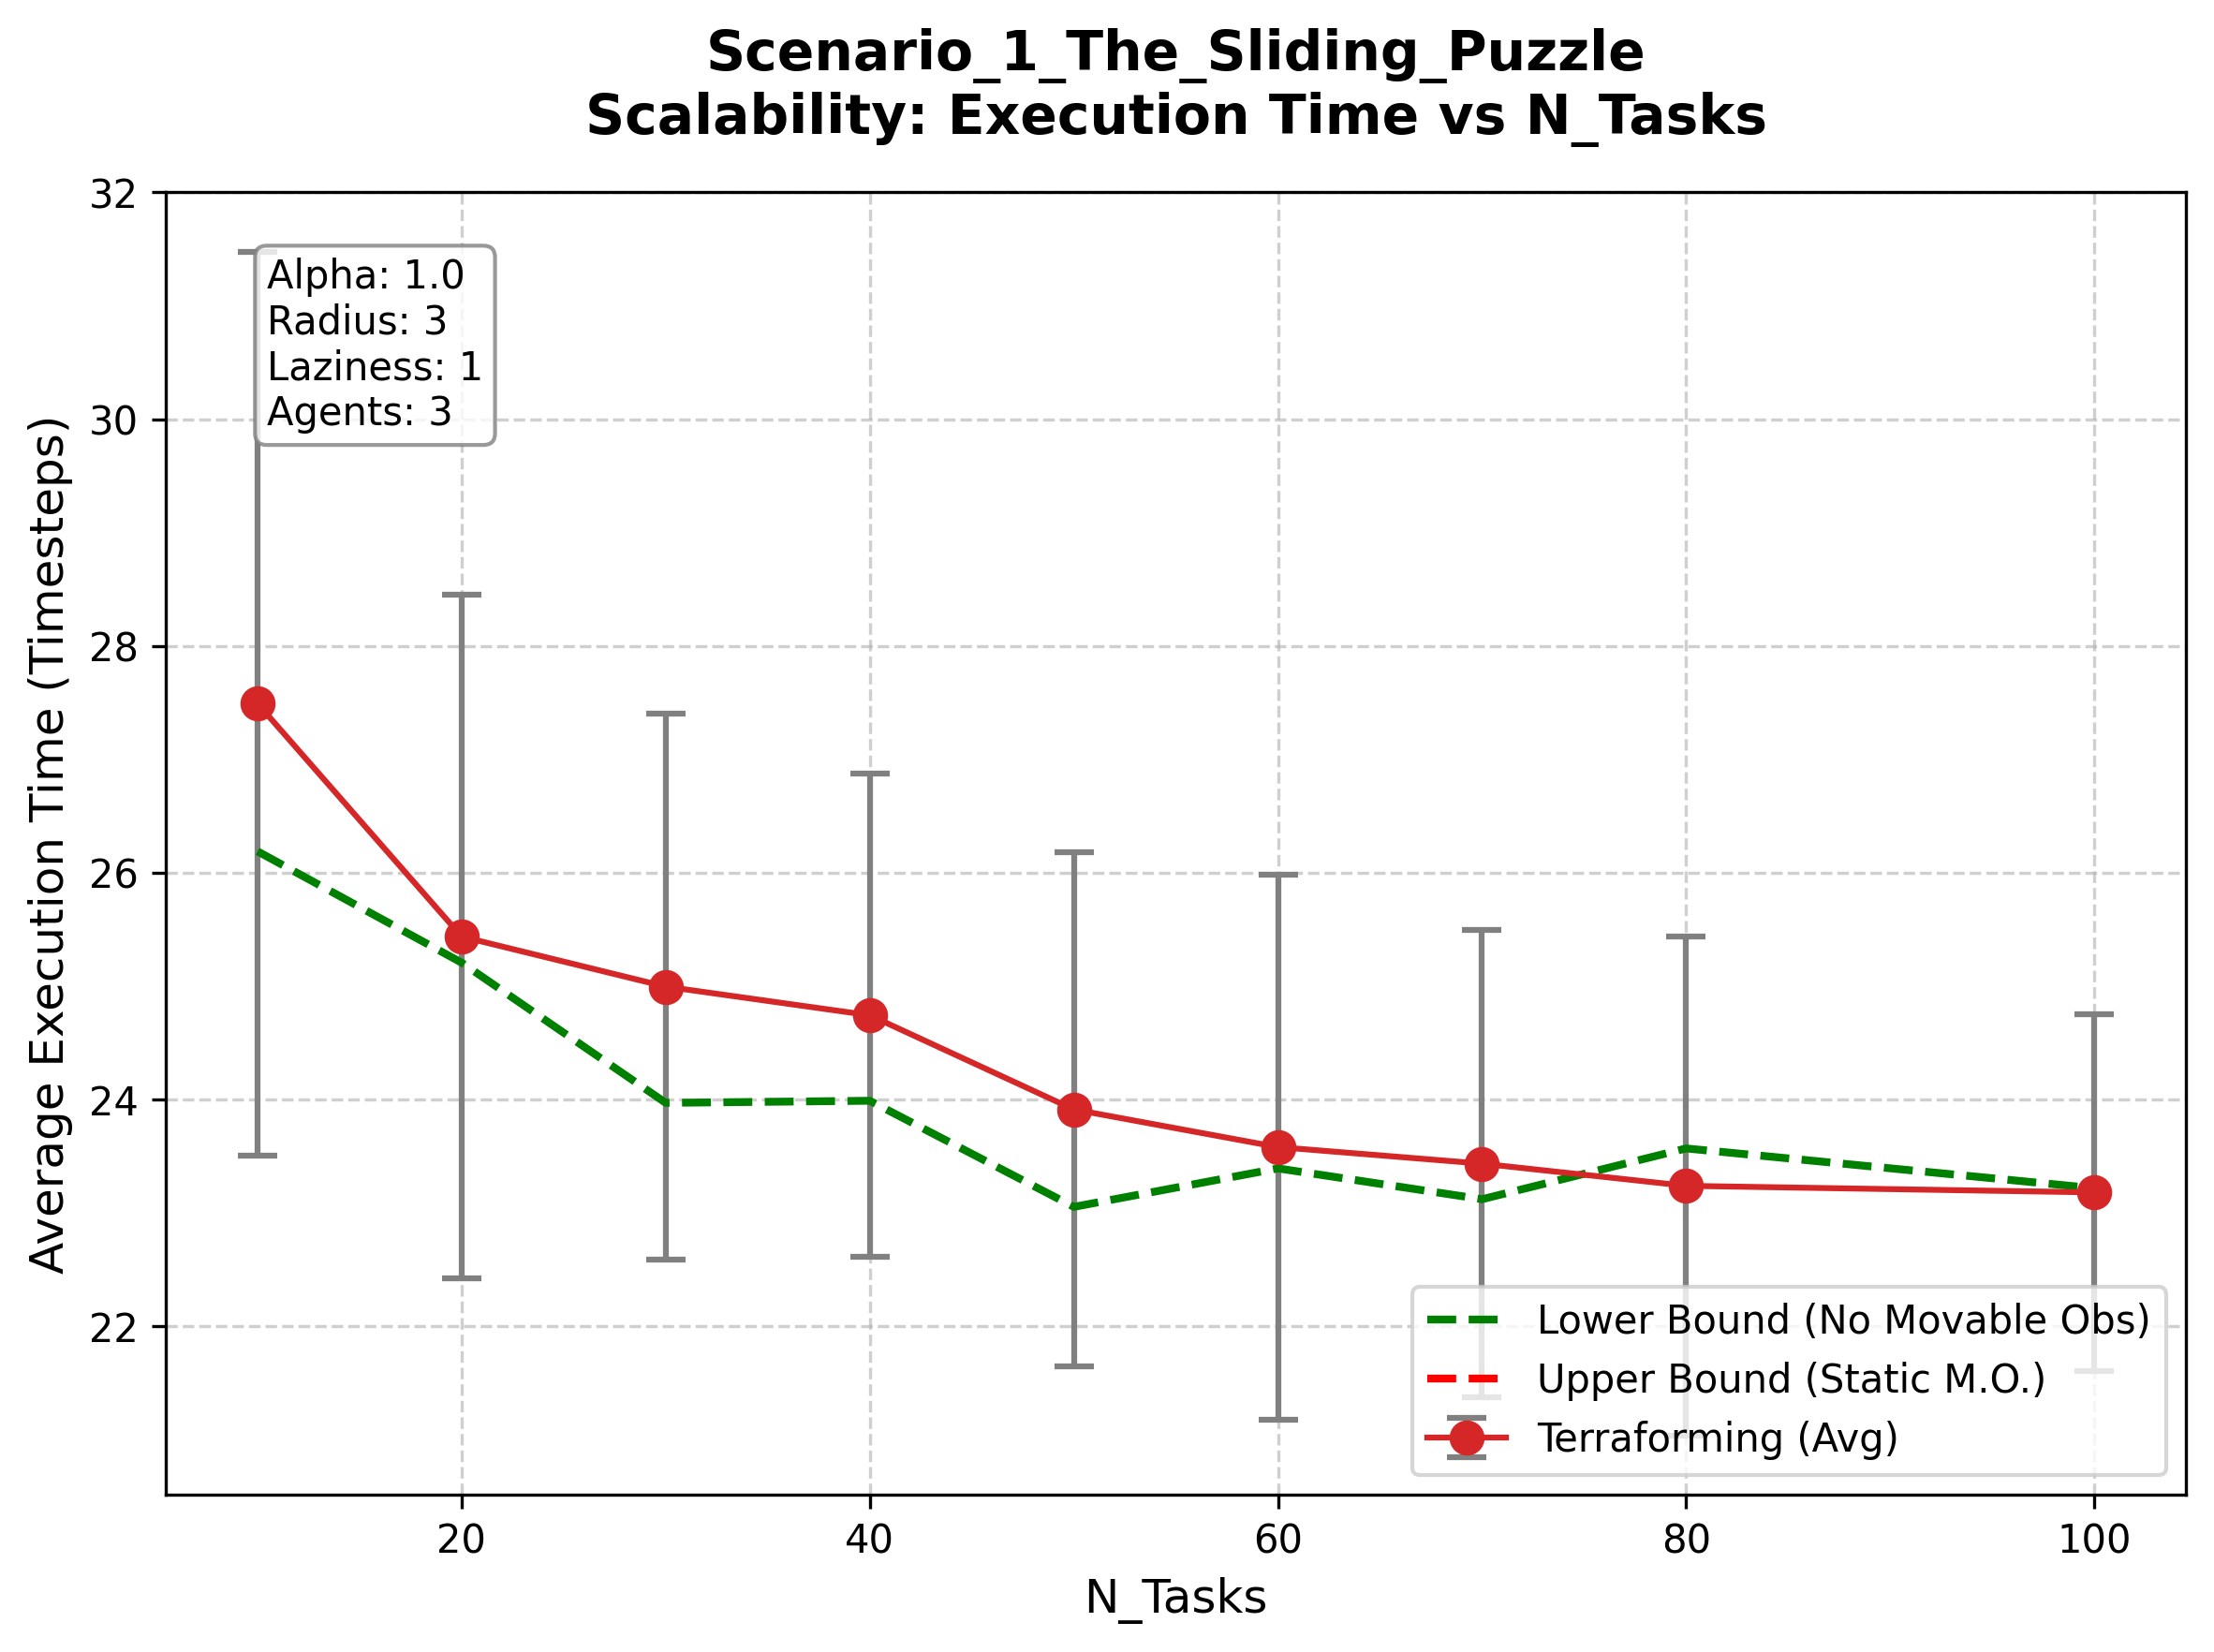 Scenario_1_The_Sliding_Puzzle
Scalability: Execution Time vs N_Tasks
32
30
28
26
24
22
Average Execution Time (Timesteps)
Alpha: 1.0
Radius: 3
Laziness: 1
Agents: 3
Lower Bound (No Movable Obs)
Upper Bound (Static M.O.)
Terraforming (Avg)
20
40
60
80
100
N_Tasks